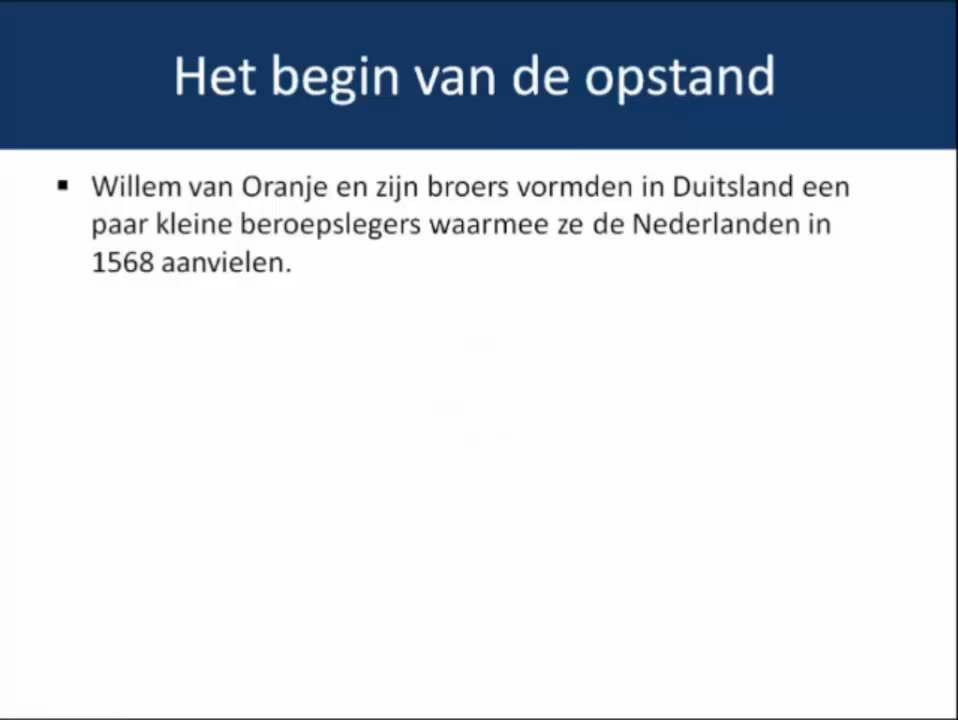 Het begin van de opstand
▪ Willem van Oranje en zijn broers vormden in Duitsland een
paar kleine beroepslegers waarmee ze de Nederlanden in
1568 aanvielen.